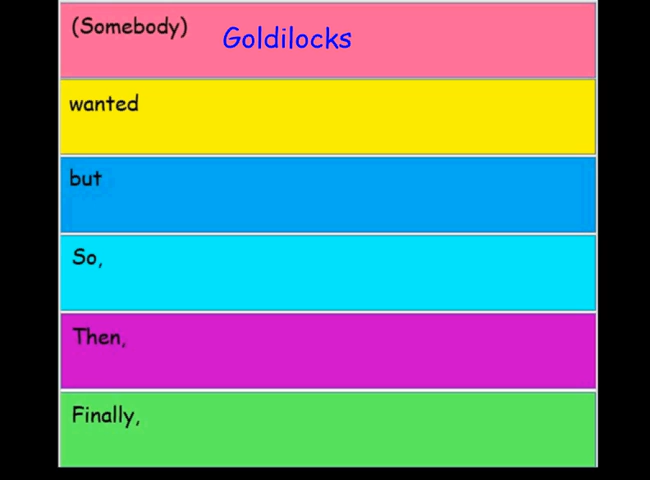 (Somebody) Goldilocks
wanted
but
So,
Then,
Finally,